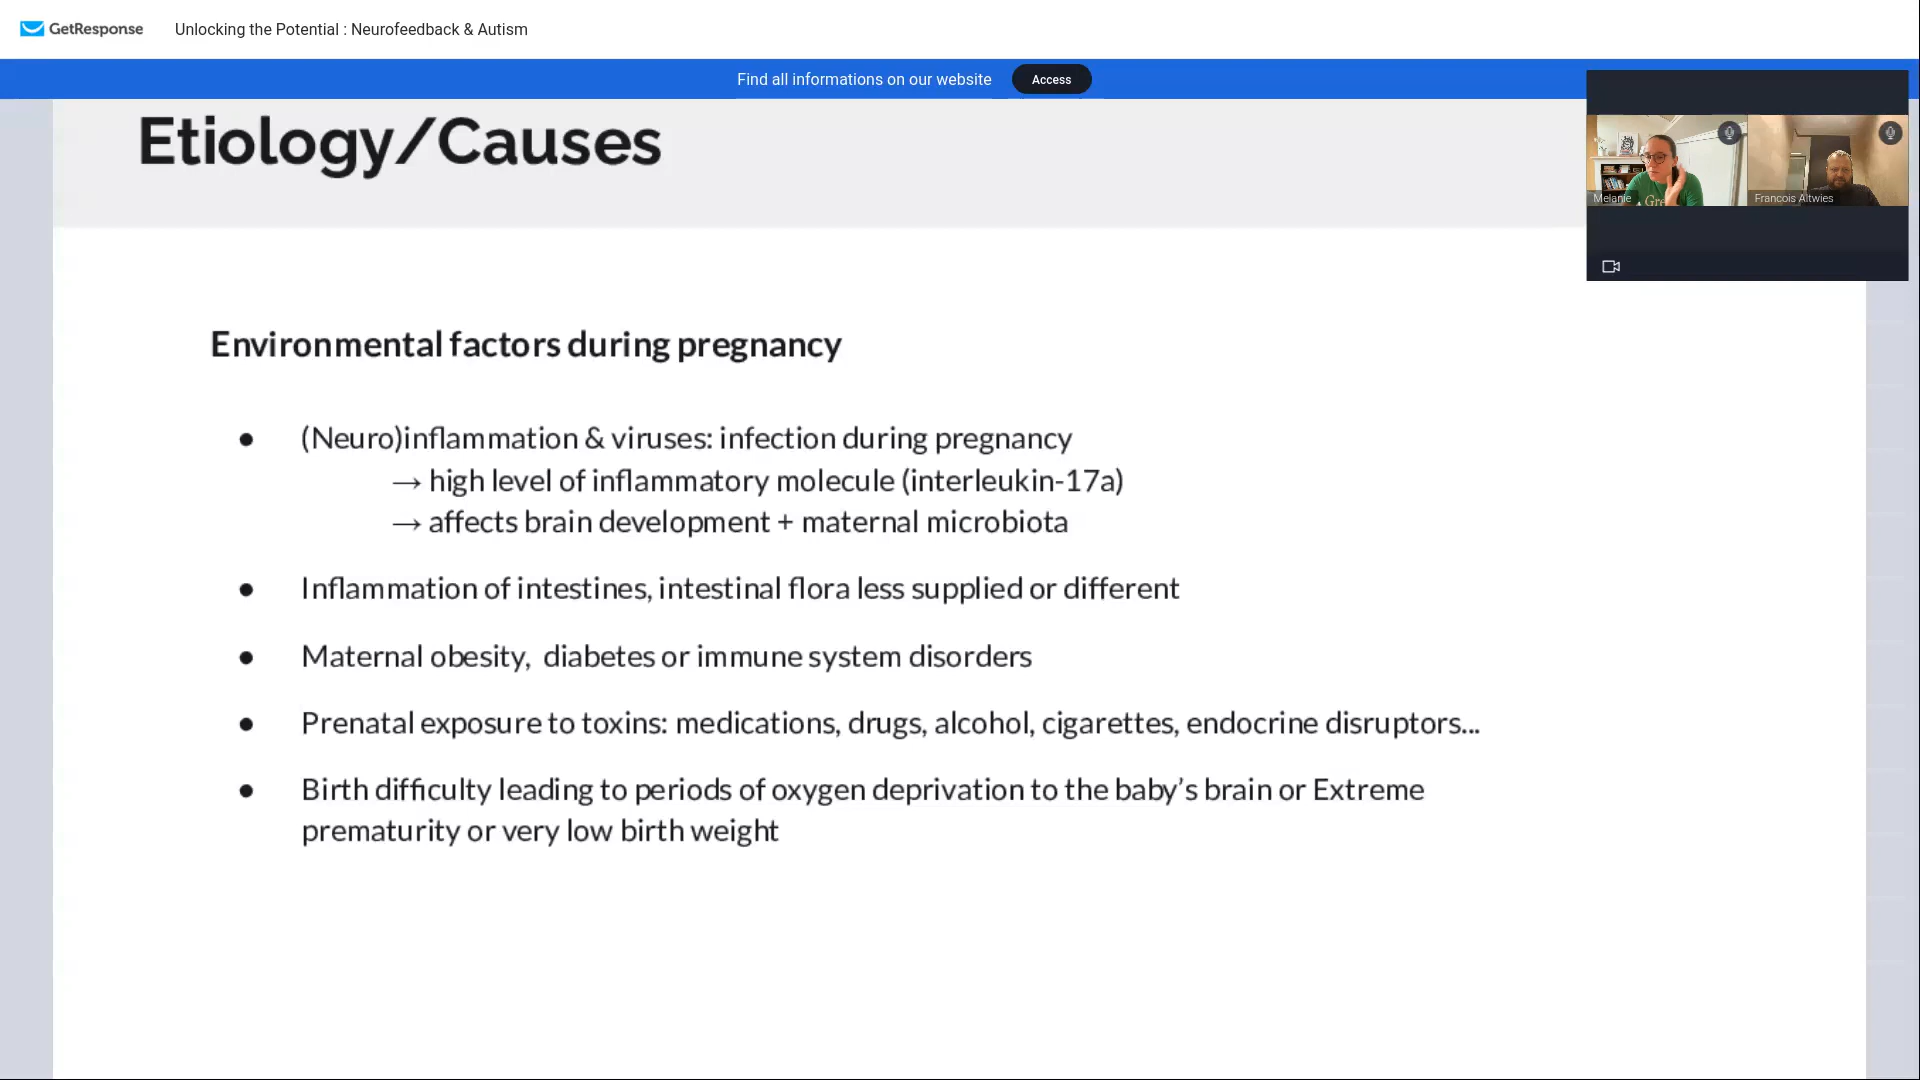 GetResponse
Unlocking the Potential : Neurofeedback & Autism
Find all informations on our website
Access
Etiology/Causes
Melanie
Gre
Francois Altwies
Environmental factors during pregnancy
● (Neuro)inflammation & viruses: infection during pregnancy
→ high level of inflammatory molecule (interleukin-17a)
→ affects brain development + maternal microbiota
● Inflammation of intestines, intestinal flora less supplied or different
● Maternal obesity, diabetes or immune system disorders
● Prenatal exposure to toxins: medications, drugs, alcohol, cigarettes, endocrine disruptors...
● Birth difficulty leading to periods of oxygen deprivation to the baby’s brain or Extreme
prematurity or very low birth weight